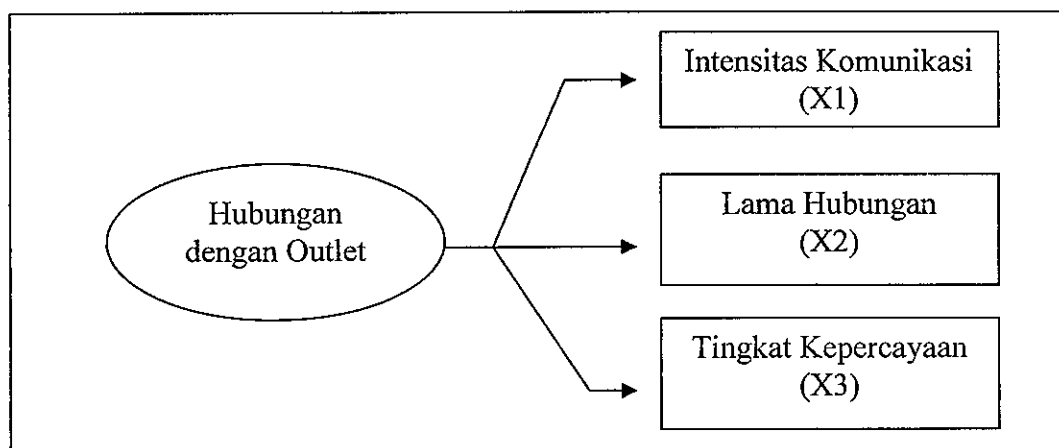 Hubungan
dengan Outlet
Intensitas Komunikasi
(X1)
Lama Hubungan
(X2)
Tingkat Kepercayaan
(X3)